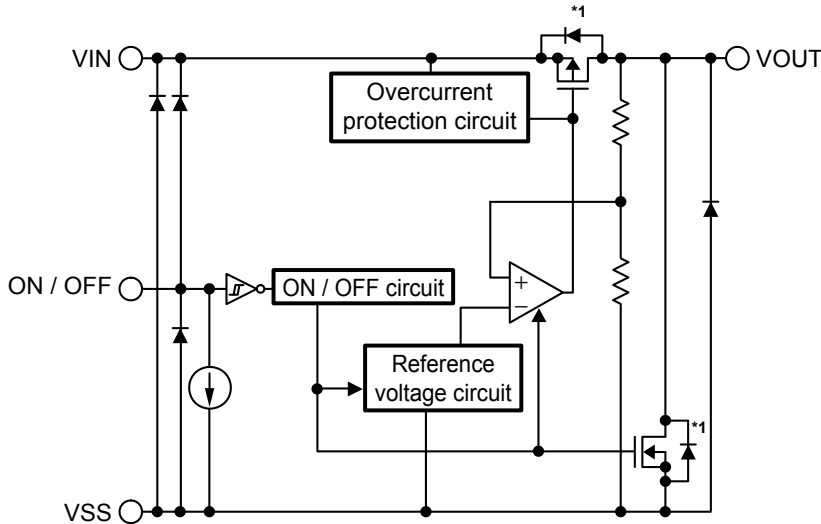 *1
VIN
VOUT
Overcurrent
protection circuit
ON / OFF
ON / OFF circuit
+
−
Reference
voltage circuit
*1
VSS